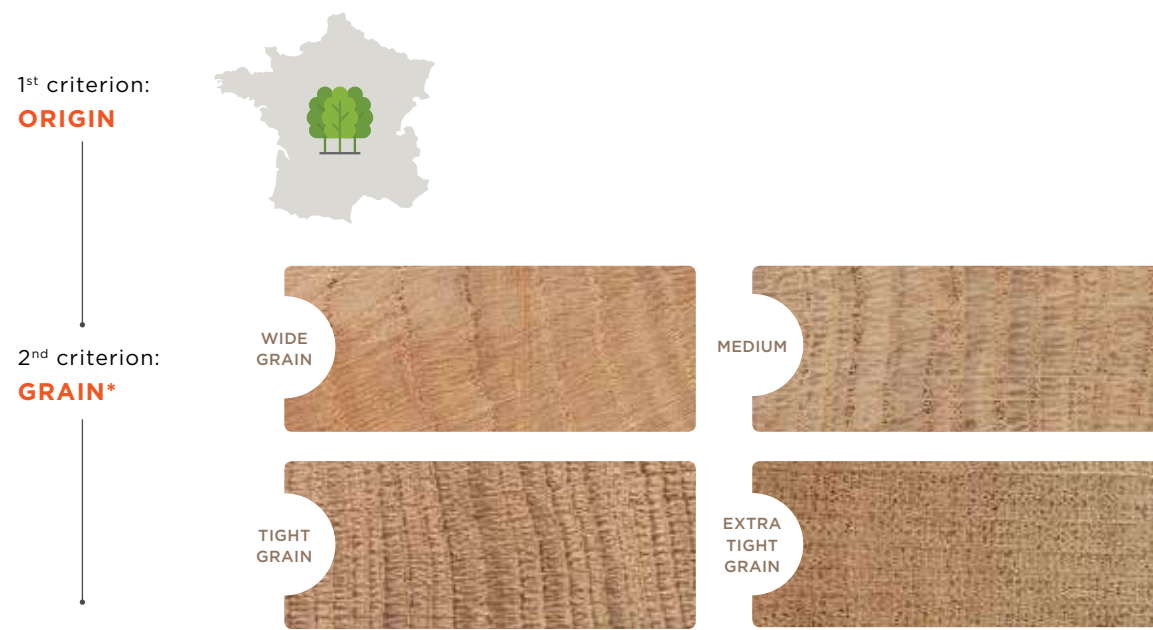 1st criterion:
ORIGIN
2nd criterion:
GRAIN*
WIDE
GRAIN
MEDIUM
TIGHT
GRAIN
EXTRA
TIGHT
GRAIN